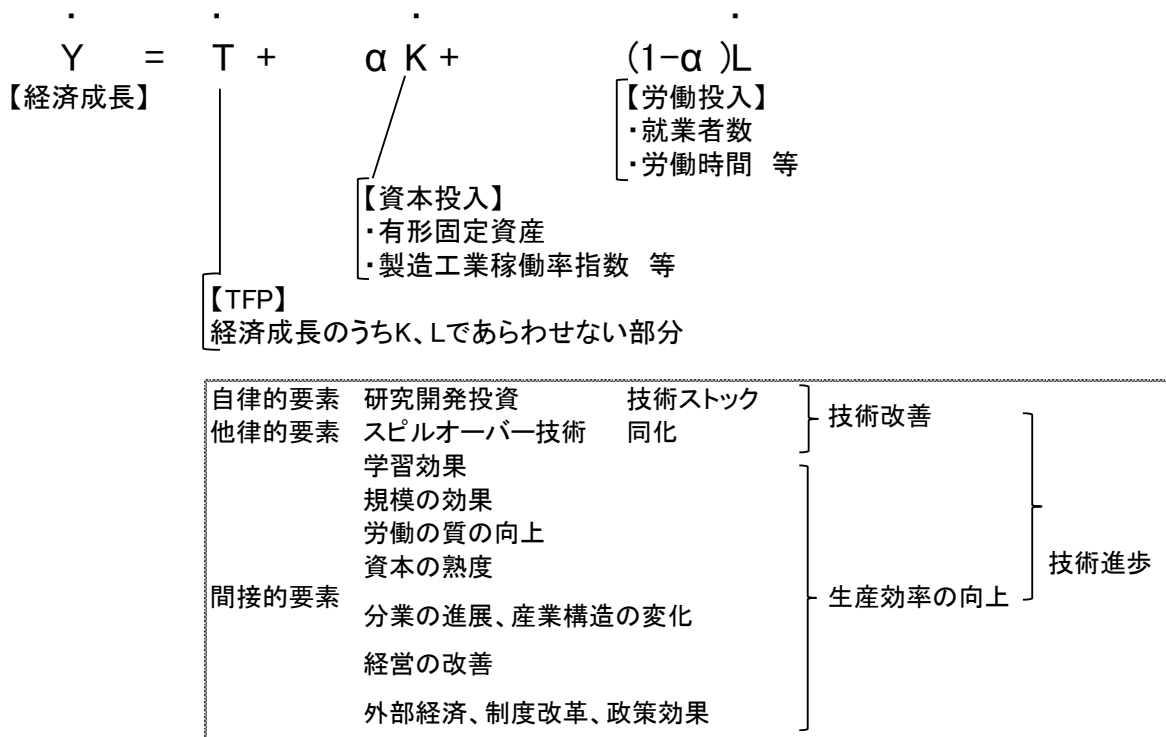 Ẏ = Ṫ + α K̇ + (1-α )L̇
【経済成長】
【労働投入】
・就業者数
・労働時間 等
【資本投入】
・有形固定資産
・製造工業稼働率指数 等
【TFP】
経済成長のうちK、Lであらわせない部分
自律的要素 研究開発投資 技術ストック
他律的要素 スピルオーバー技術 同化
技術改善
学習効果
規模の効果
労働の質の向上
資本の熟度
技術進歩
間接的要素
生産効率の向上
分業の進展、産業構造の変化
経営の改善
外部経済、制度改革、政策効果